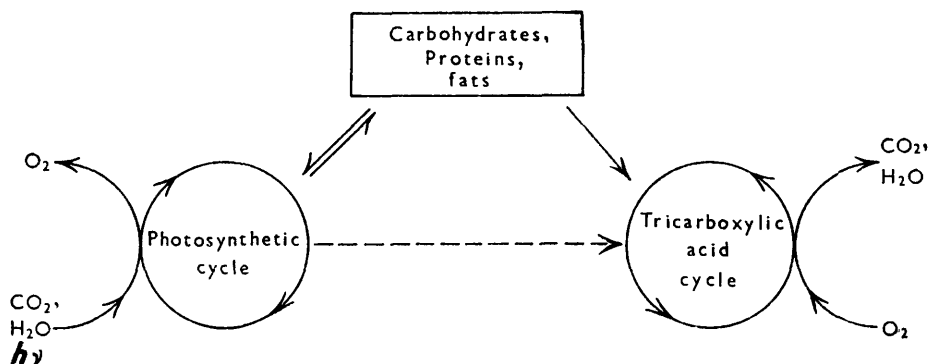 Carbohydrates,
Proteins,
fats
O₂
CO₂,
H₂O
Photosynthetic
cycle
Tricarboxylic
acid
cycle
CO₂,
H₂O
hν
O₂